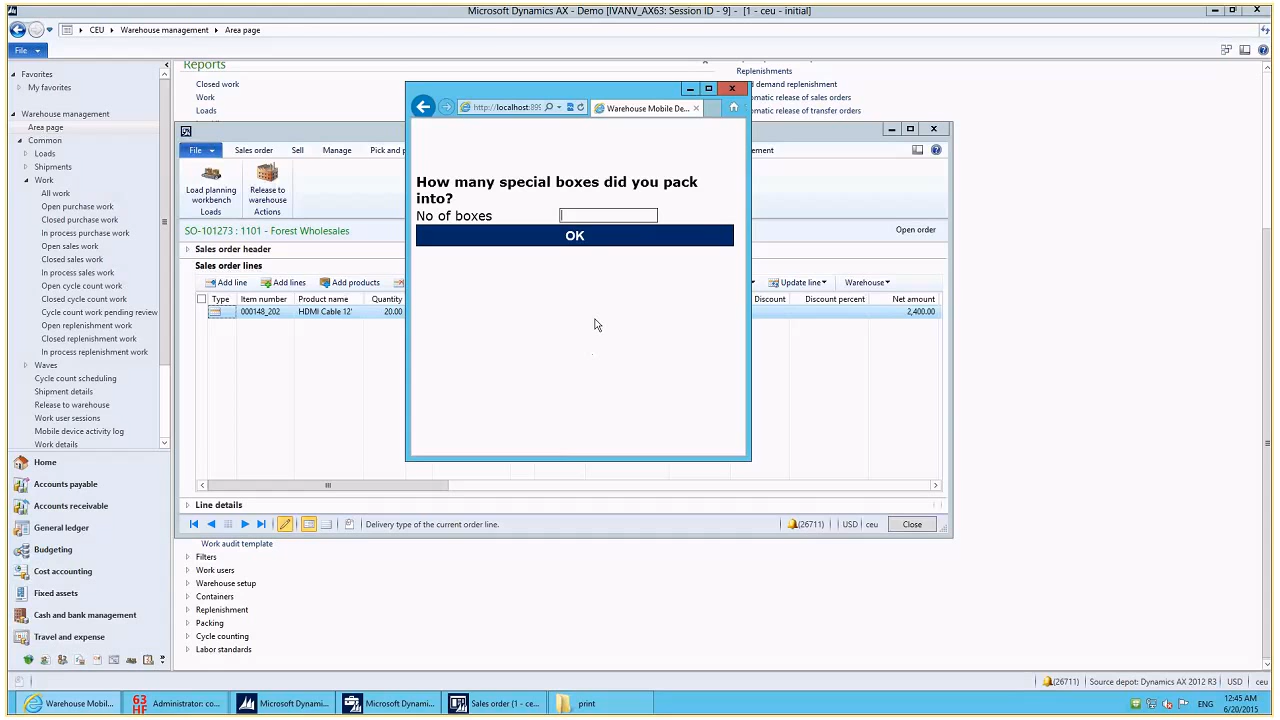 Microsoft Dynamics AX - Demo [IVANV_AX63: Session ID - 9] - [1 - ceu - initial]
CEU
Warehouse management
Area page
File
Favorites
My favorites
Warehouse management
Area page
Common
Loads
Shipments
Work
All work
Open purchase work
Closed purchase work
In process purchase work
Open sales work
Closed sales work
In process sales work
Open cycle count work
Closed cycle count work
Cycle count work pending review
Open replenishment work
Closed replenishment work
In process replenishment work
Waves
Cycle count scheduling
Shipment details
Release to warehouse
Work user sessions
Mobile device activity log
Work details
Home
Accounts payable
Accounts receivable
General ledger
Budgeting
Cost accounting
Fixed assets
Cash and bank management
Travel and expense
Reports
Closed work
Work
Loads
Replenishments
d demand replenishment
matic release of sales orders
matic release of transfer orders
File
Sales order
Sell
Manage
Pick and p
ement
Load planning
workbench
Loads
Release to
warehouse
Actions
SO-101273 : 1101 - Forest Wholesales
Open order
Sales order header
Sales order lines
Add line
Add lines
Add products
Update line
Warehouse
Type
Item number
Product name
Quantity
Discount
Discount percent
Net amount
000148_202
HDMI Cable 12'
20.00
2,400.00
Line details
Delivery type of the current order line.
(26711)
USD
ceu
Close
http://localhost:895
Warehouse Mobile De...
How many special boxes did you pack
into?
No of boxes
OK
Work audit template
Filters
Work users
Warehouse setup
Containers
Replenishment
Packing
Cycle counting
Labor standards
(26711)
Source depot: Dynamics AX 2012 R3
USD
ceu
Warehouse Mobil...
63
HF
Administrator: co...
Microsoft Dynami...
Microsoft Dynami...
Sales order (1 - ce...
print
ENG
12:45 AM
6/20/2015